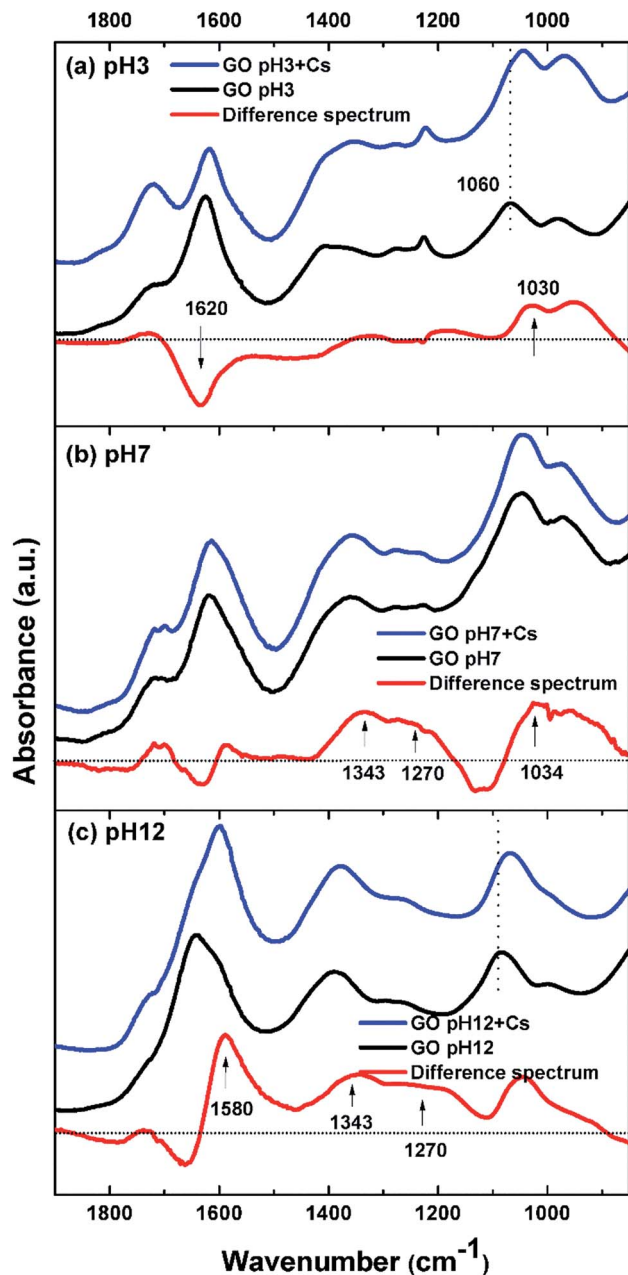 1800 1600 1400 1200 1000
(a) pH3
GO pH3+Cs
GO pH3
Difference spectrum
1060
1620
1030
(b) pH7
GO pH7+Cs
GO pH7
Difference spectrum
1343
1270
1034
Absorbance (a.u.)
(c) pH12
GO pH12+Cs
GO pH12
Difference spectrum
1580
1343
1270
1800 1600 1400 1200 1000
Wavenumber (cm⁻¹)